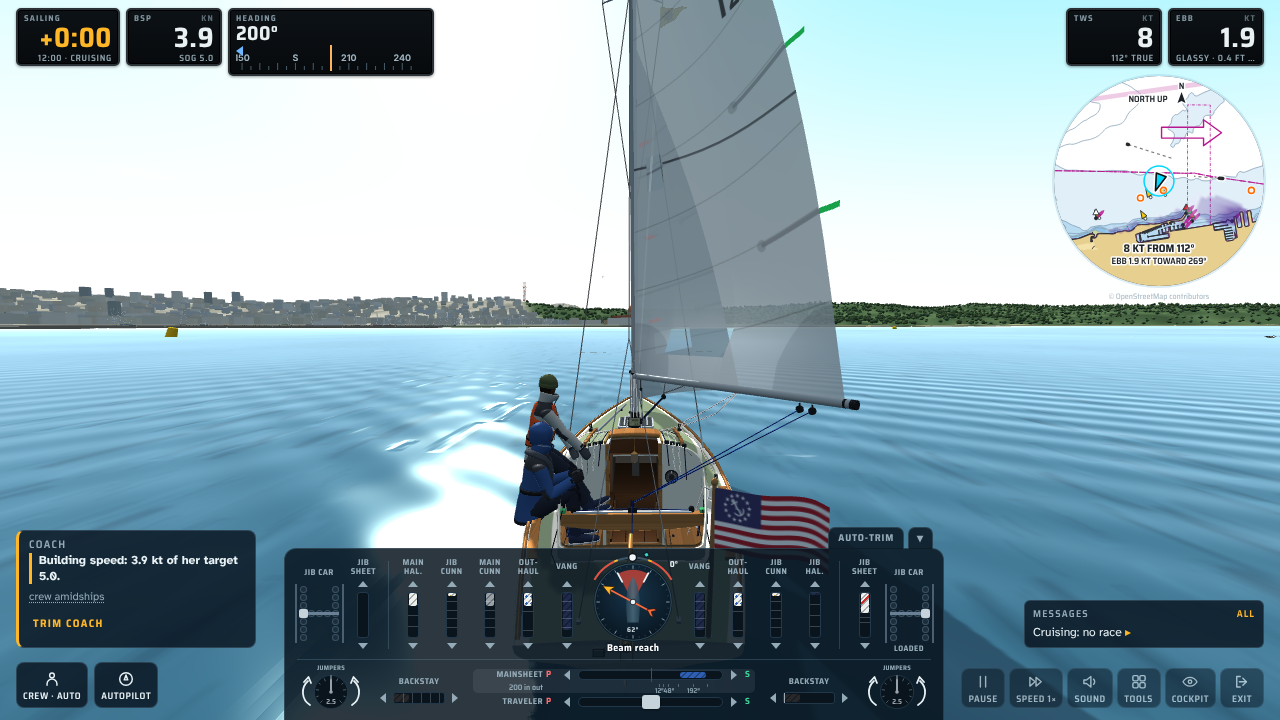 SAILING
+0:00
12:00 · CRUISING
BSP KN
3.9
SOG 5.0
HEADING
200°
150 S 210 240
TWS KT
8
112° TRUE
EBB KT
1.9
GLASSY · 0.4 FT ...
N
NORTH UP
8 KT FROM 112°
EBB 1.9 KT TOWARD 269°
© OpenStreetMap contributors
COACH
Building speed: 3.9 kt of her target
5.0.
crew amidships
TRIM COACH
CREW · AUTO
AUTOPILOT
AUTO-TRIM
▼
JIB CAR
JIB SHEET
MAIN HAL.
JIB CUNN
MAIN CUNN
OUT-HAUL
VANG
0°
62°
Beam reach
VANG
OUT-HAUL
JIB CUNN
JIB HAL.
JIB SHEET
JIB CAR
LOADED
JUMPERS
2.5
BACKSTAY
MAINSHEET P
S
200 in out
12'48" 192"
TRAVELER P
S
BACKSTAY
JUMPERS
2.5
MESSAGES ALL
Cruising: no race ▸
PAUSE
SPEED 1×
SOUND
TOOLS
COCKPIT
EXIT